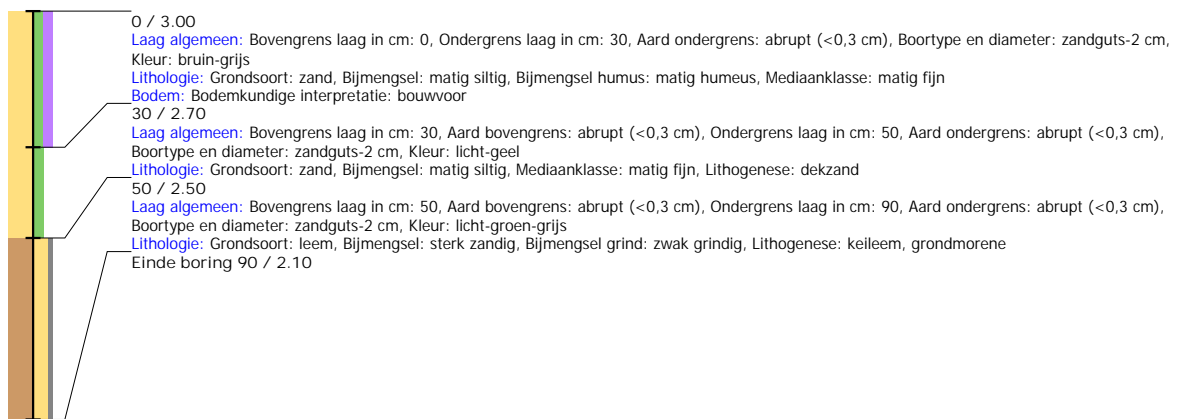 0 / 3.00
Laag algemeen: Bovengrens laag in cm: 0, Ondergrens laag in cm: 30, Aard ondergrens: abrupt (<0,3 cm), Boortype en diameter: zandguts-2 cm,
Kleur: bruin-grijs
Lithologie: Grondsoort: zand, Bijmengsel: matig siltig, Bijmengsel humus: matig humeus, Mediaanklasse: matig fijn
Bodem: Bodemkundige interpretatie: bouwvoor
30 / 2.70
Laag algemeen: Bovengrens laag in cm: 30, Aard bovengrens: abrupt (<0,3 cm), Ondergrens laag in cm: 50, Aard ondergrens: abrupt (<0,3 cm),
Boortype en diameter: zandguts-2 cm, Kleur: licht-geel
Lithologie: Grondsoort: zand, Bijmengsel: matig siltig, Mediaanklasse: matig fijn, Lithogenese: dekzand
50 / 2.50
Laag algemeen: Bovengrens laag in cm: 50, Aard bovengrens: abrupt (<0,3 cm), Ondergrens laag in cm: 90, Aard ondergrens: abrupt (<0,3 cm),
Boortype en diameter: zandguts-2 cm, Kleur: licht-groen-grijs
Lithologie: Grondsoort: leem, Bijmengsel: sterk zandig, Bijmengsel grind: zwak grindig, Lithogenese: keileem, grondmorene
Einde boring 90 / 2.10